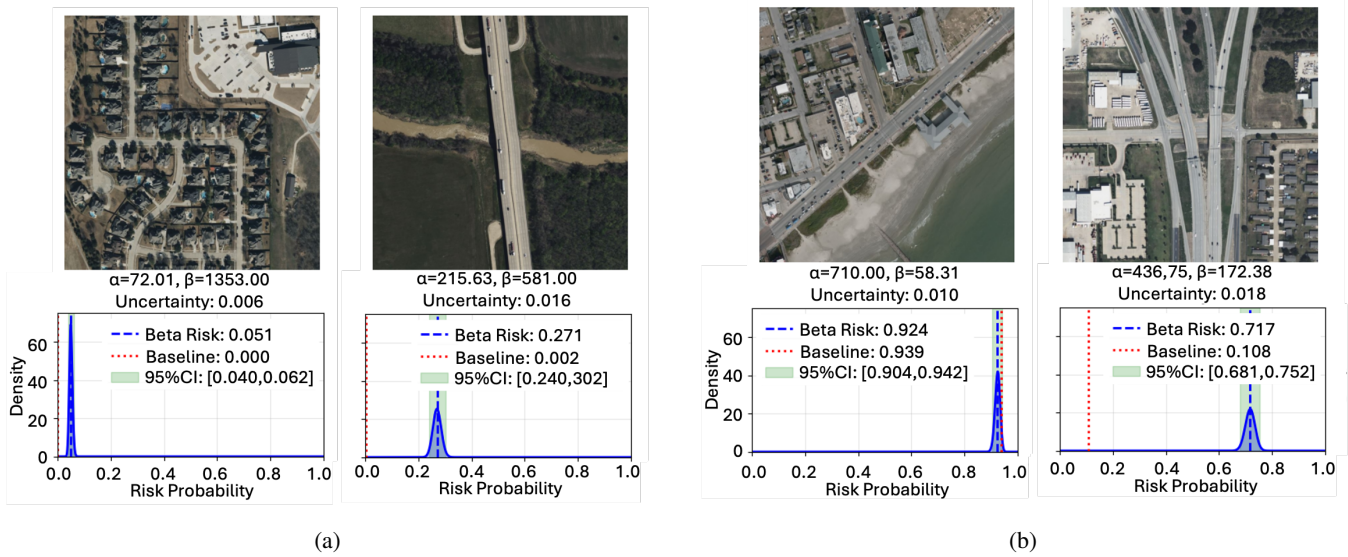 α=72.01, β=1353.00
Uncertainty: 0.006
Beta Risk: 0.051
Baseline: 0.000
95%CI: [0.040,0.062]
Density
60
40
20
0
0.0 0.2 0.4 0.6 0.8 1.0
Risk Probability
α=215.63, β=581.00
Uncertainty: 0.016
Beta Risk: 0.271
Baseline: 0.002
95%CI: [0.240,302]
0.0 0.2 0.4 0.6 0.8 1.0
Risk Probability
(a)
α=710.00, β=58.31
Uncertainty: 0.010
Beta Risk: 0.924
Baseline: 0.939
95%CI: [0.904,0.942]
Density
60
40
20
0
0.0 0.2 0.4 0.6 0.8 1.0
Risk Probability
α=436,75, β=172.38
Uncertainty: 0.018
Beta Risk: 0.717
Baseline: 0.108
95%CI: [0.681,0.752]
0.0 0.2 0.4 0.6 0.8 1.0
Risk Probability
(b)